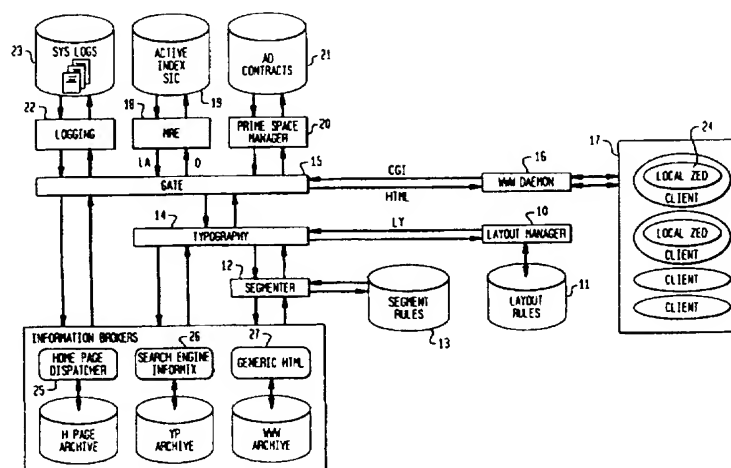 23
SYS LOGS
ACTIVE
INDEX
SIC
19
AD
CONTRACTS
21
22
LOGGING
18
MRE
PRIME SPACE
MANAGER
20
LA
O
15
GATE
CGI
HTML
16
WWW DAEMON
17
24
LOCAL ZED
CLIENT
LOCAL ZED
CLIENT
CLIENT
CLIENT
14
TYPOGRAPHY
LY
10
LAYOUT MANAGER
12
SEGMENTER
SEGMENT
RULES
13
LAYOUT
RULES
11
INFORMATION BROKERS
HOME PAGE
DISPATCHER
25
26
SEARCH ENGINE
INFORMIX
27
GENERIC HTML
H PAGE
ARCHIVE
YP
ARCHIVE
WWW
ARCHIVE